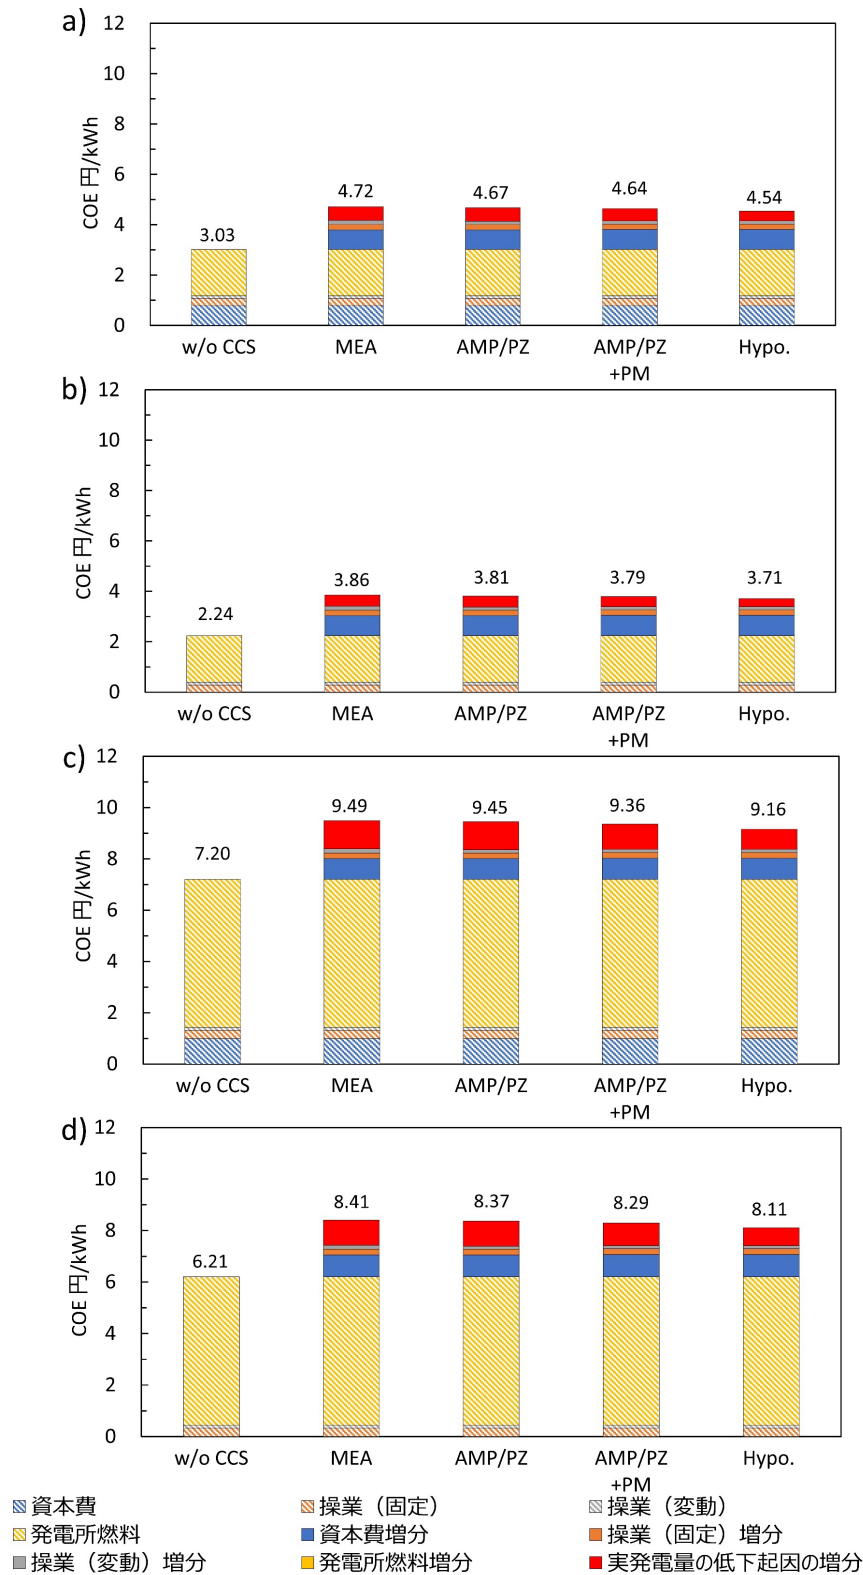 a)
12
10
8
6
4
2
0
COE 円/kWh
3.03
4.72
4.67
4.64
4.54
w/o CCS
MEA
AMP/PZ
AMP/PZ
+PM
Hypo.
b)
12
10
8
6
4
2
0
COE 円/kWh
2.24
3.86
3.81
3.79
3.71
w/o CCS
MEA
AMP/PZ
AMP/PZ
+PM
Hypo.
c)
12
10
8
6
4
2
0
COE 円/kWh
7.20
9.49
9.45
9.36
9.16
w/o CCS
MEA
AMP/PZ
AMP/PZ
+PM
Hypo.
d)
12
10
8
6
4
2
0
COE 円/kWh
6.21
8.41
8.37
8.29
8.11
w/o CCS
MEA
AMP/PZ
AMP/PZ
+PM
Hypo.
資本費
操業（固定）
操業（変動）
発電所燃料
資本費増分
操業（固定）増分
操業（変動）増分
発電所燃料増分
実発電量の低下起因の増分